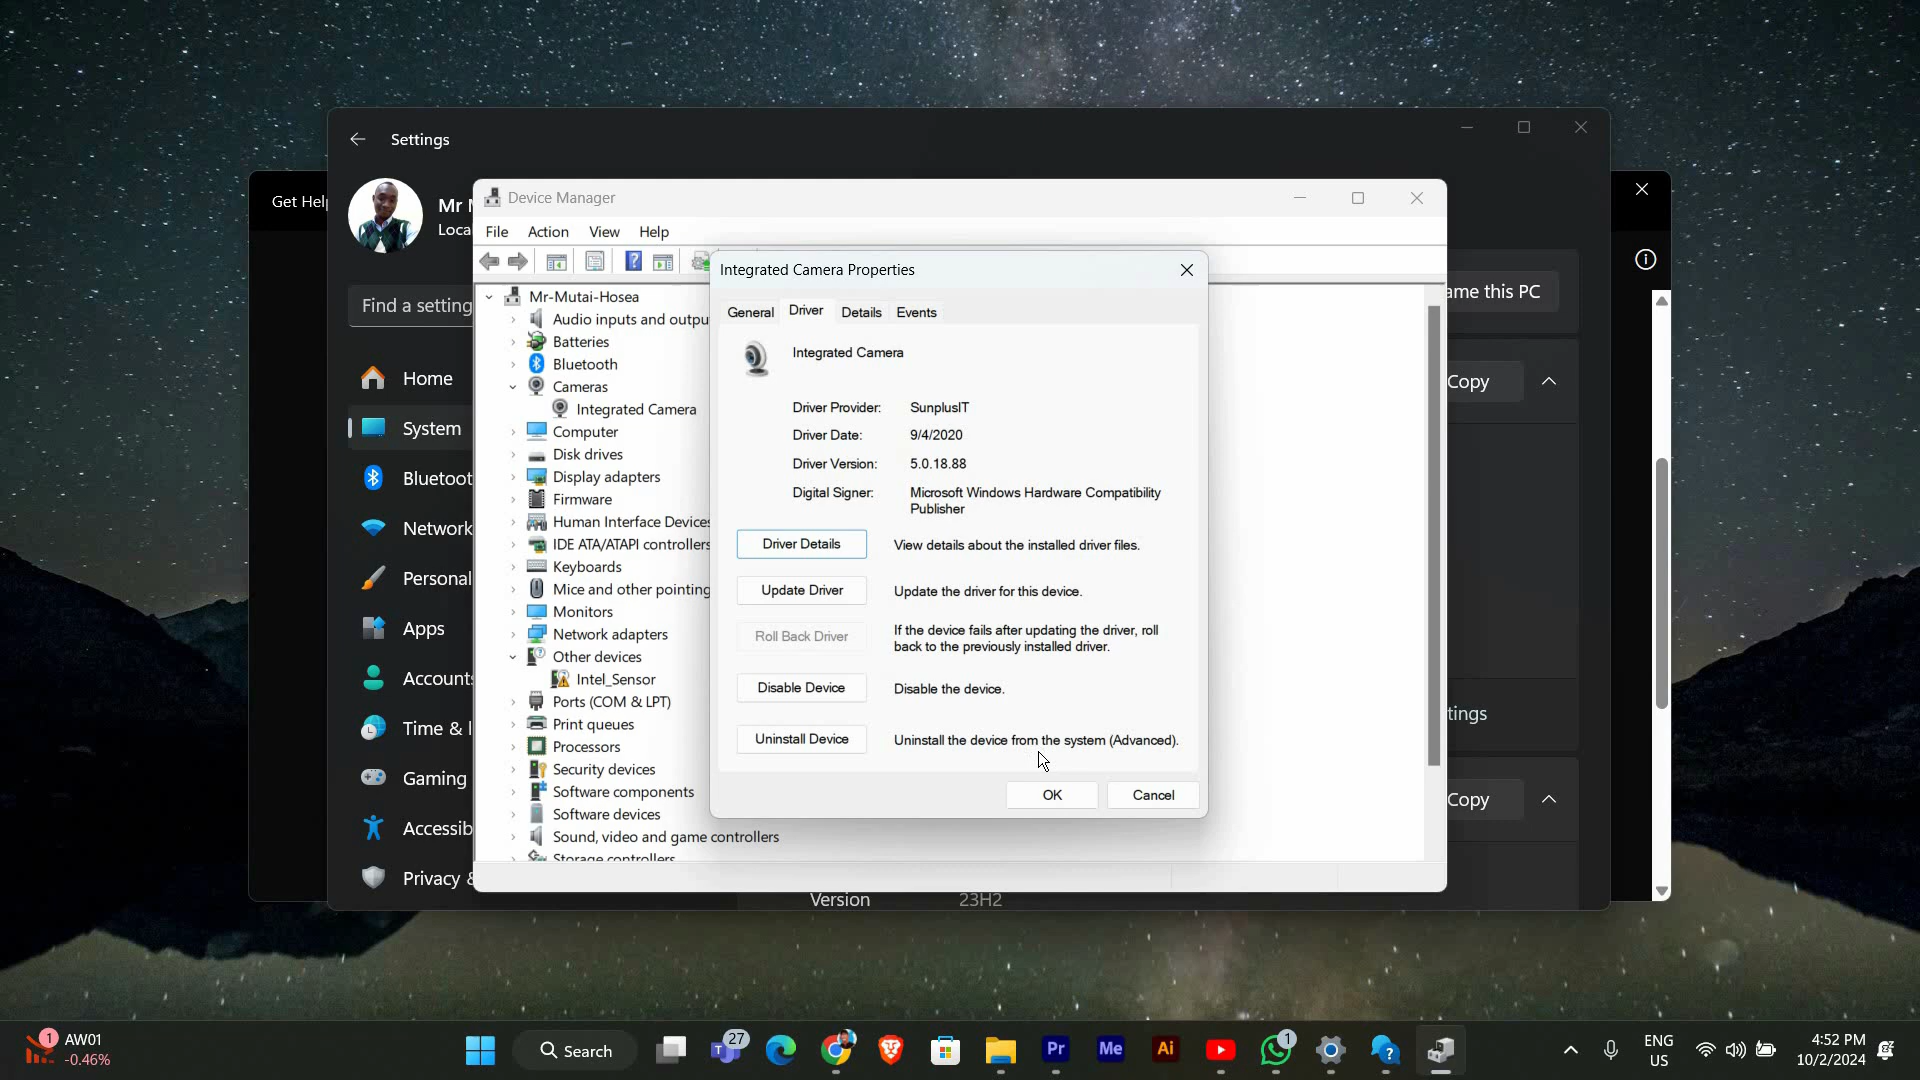 Settings
Get Help
Mr M
Loca
Find a setting
Home
System
Bluetoot
Network
Personal
Apps
Accounts
Time & l
Gaming
Accessib
Privacy &
Device Manager
File Action View Help
Mr-Mutai-Hosea
Audio inputs and outpu
Batteries
Bluetooth
Cameras
Integrated Camera
Computer
Disk drives
Display adapters
Firmware
Human Interface Devices
IDE ATA/ATAPI controllers
Keyboards
Mice and other pointing
Monitors
Network adapters
Other devices
Intel_Sensor
Ports (COM & LPT)
Print queues
Processors
Security devices
Software components
Software devices
Sound, video and game controllers
Storage controllers
Integrated Camera Properties
General Driver Details Events
Integrated Camera
Driver Provider: SunplusIT
Driver Date: 9/4/2020
Driver Version: 5.0.18.88
Digital Signer: Microsoft Windows Hardware Compatibility
Publisher
Driver Details View details about the installed driver files.
Update Driver Update the driver for this device.
Roll Back Driver If the device fails after updating the driver, roll
back to the previously installed driver.
Disable Device Disable the device.
Uninstall Device Uninstall the device from the system (Advanced).
OK Cancel
ame this PC
Copy
tings
Copy
Version 23H2
1 AW01
-0.46%
Search
27
Pr
Me
Ai
1
ENG
US
4:52 PM
10/2/2024